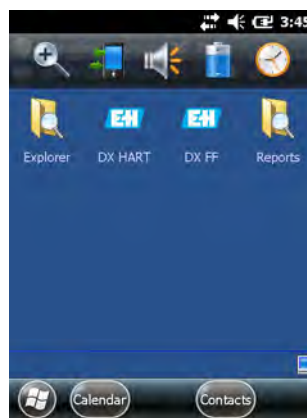 3:45
Explorer
E+H
DX HART
E+H
DX FF
Reports
Calendar
Contacts